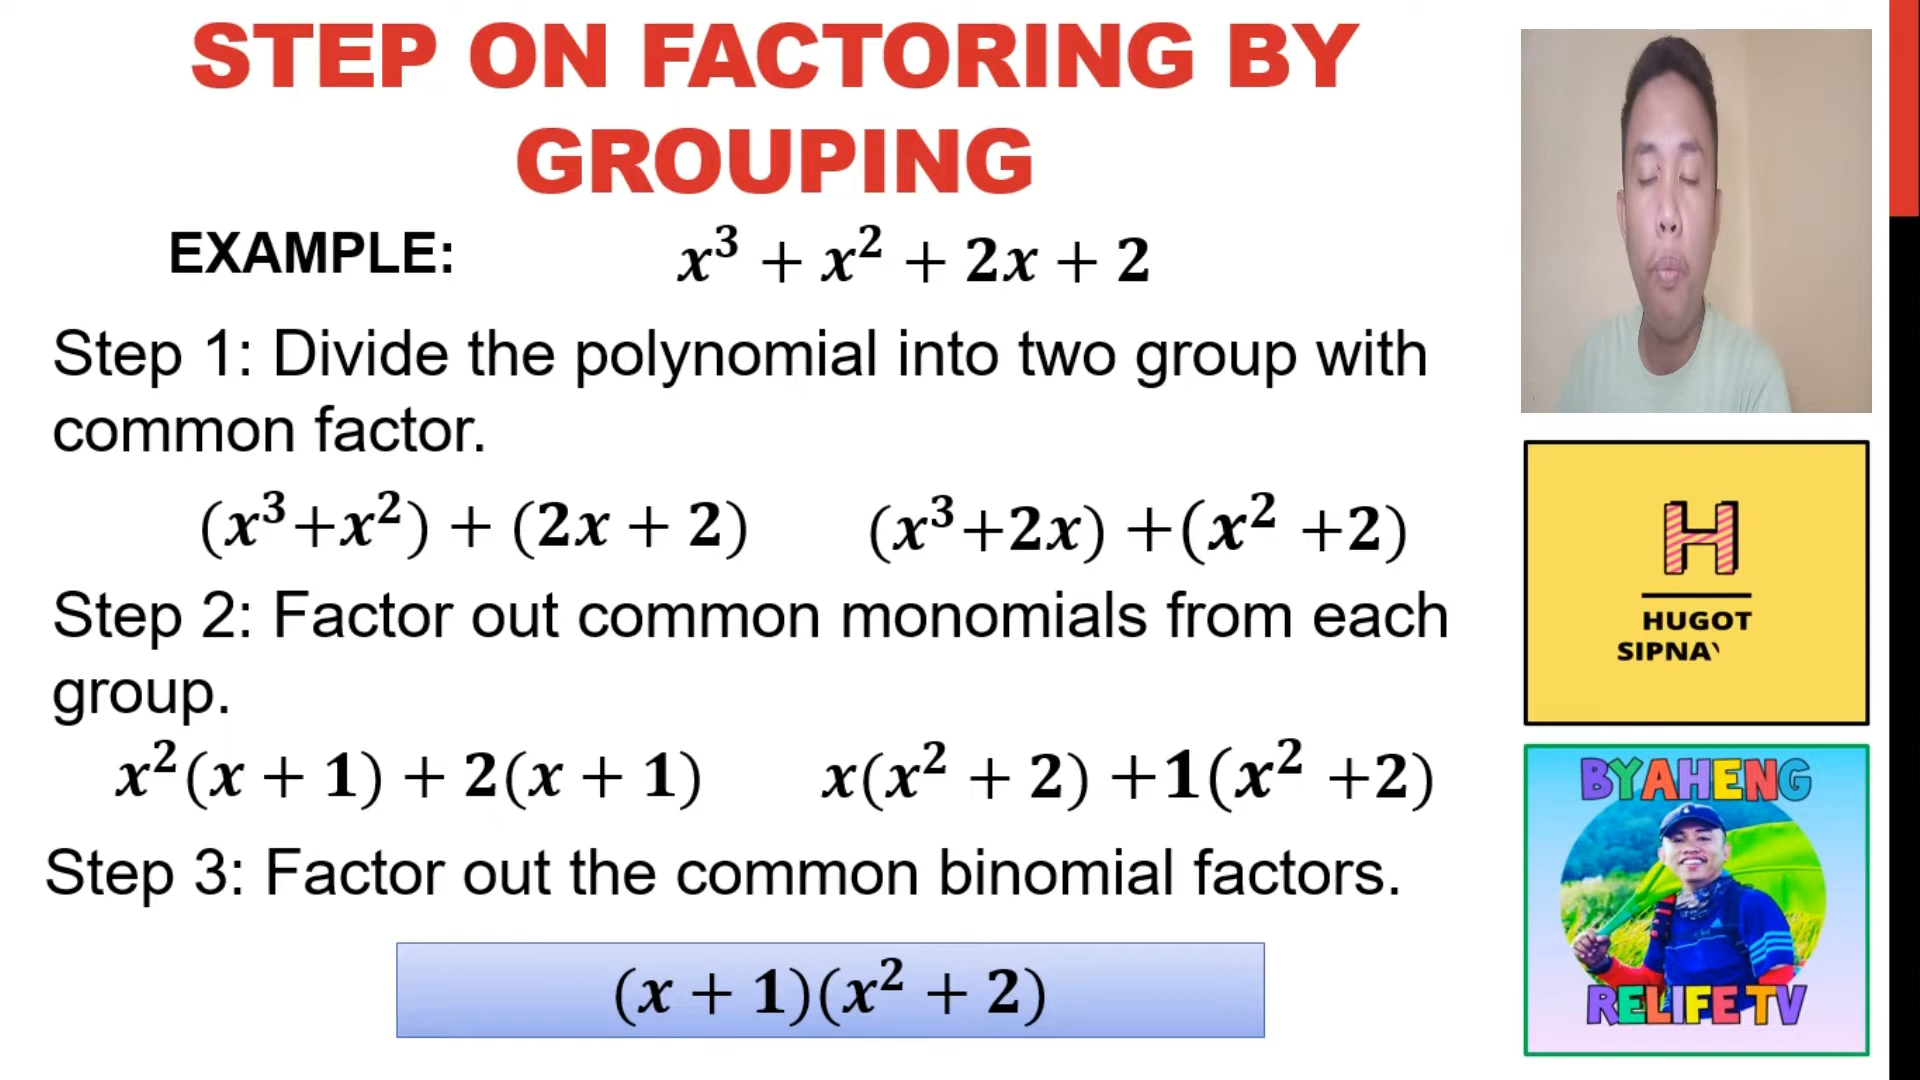 STEP ON FACTORING BY
GROUPING
EXAMPLE: x³ + x² + 2x + 2
Step 1: Divide the polynomial into two group with
common factor.
(x³+x²) + (2x + 2) (x³+2x) +(x² +2)
Step 2: Factor out common monomials from each
group.
x²(x + 1) + 2(x + 1) x(x² + 2) +1(x² +2)
Step 3: Factor out the common binomial factors.
(x + 1)(x² + 2)
H
HUGOT
BYAHENG
RELIFE TV